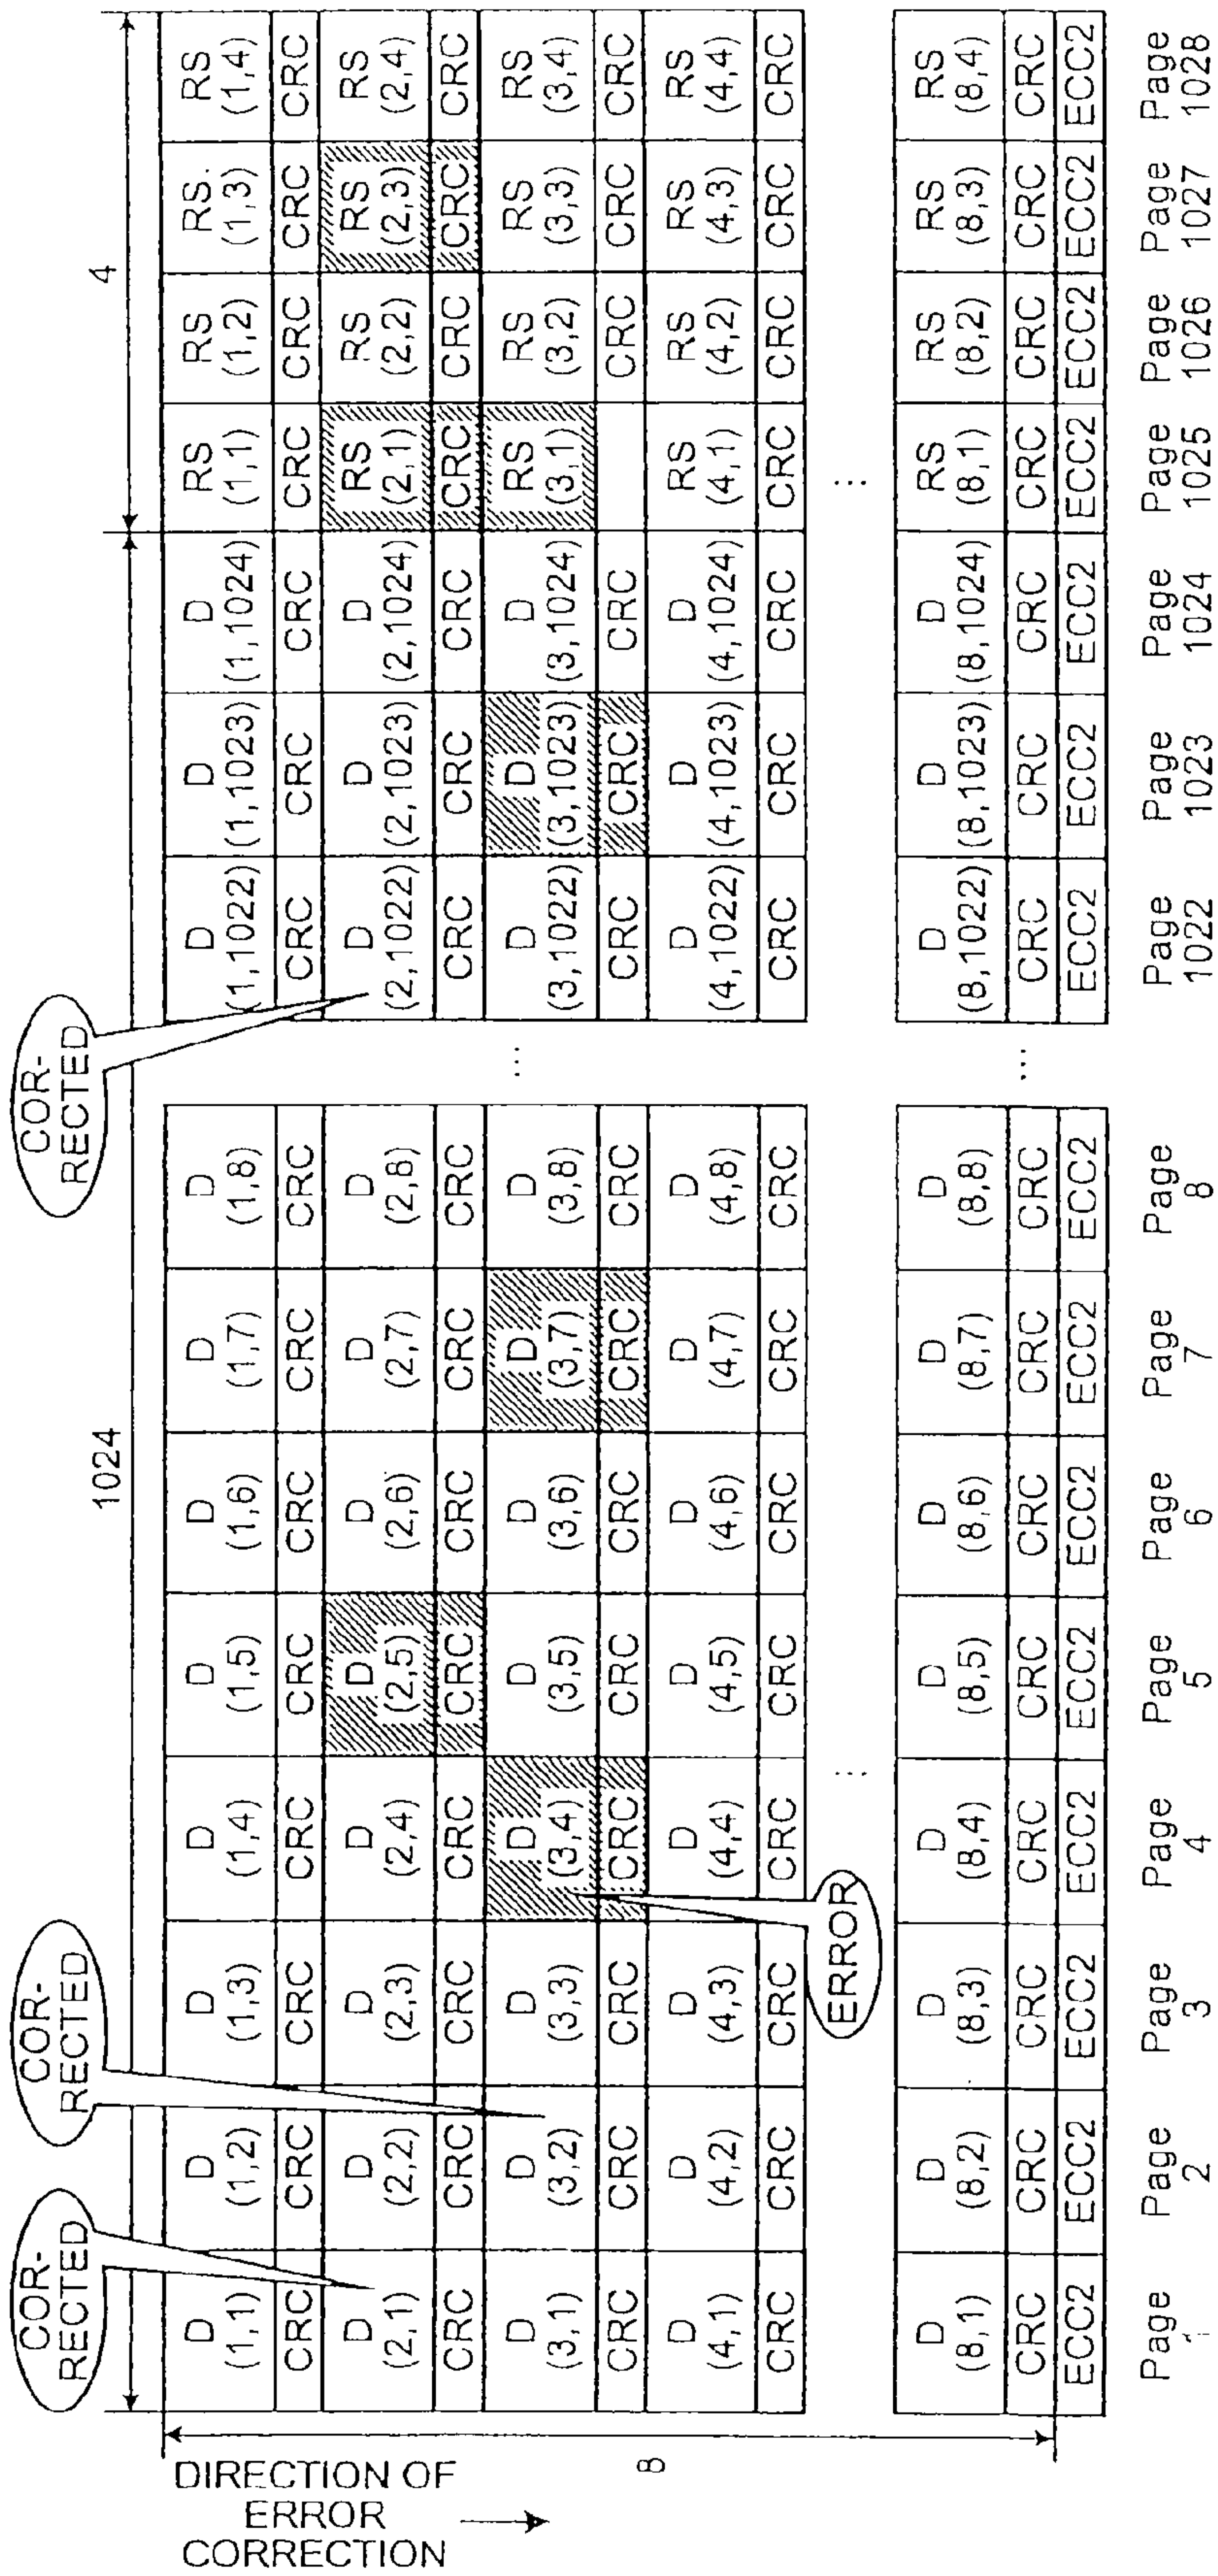 COR-
RECTED
COR-
RECTED
COR-
RECTED
1024
4
DIRECTION OF
ERROR
CORRECTION
8
D D D D D D D D D D D RS RS RS. RS
(1,1) (1,2) (1,3) (1,4) (1,5) (1,6) (1,7) (1,8) (1,1022) (1,1023) (1,1024) (1,1) (1,2) (1,3) (1,4)
CRC CRC CRC CRC CRC CRC CRC CRC CRC CRC CRC CRC CRC CRC CRC
D D D D D D D D D D D RS RS RS RS
(2,1) (2,2) (2,3) (2,4) (2,5) (2,6) (2,7) (2,8) (2,1022) (2,1023) (2,1024) (2,1) (2,2) (2,3) (2,4)
CRC CRC CRC CRC CRC CRC CRC CRC CRC CRC CRC CRC CRC CRC CRC
D D D D D D D D ... D D D RS RS RS RS
(3,1) (3,2) (3,3) (3,4) (3,5) (3,6) (3,7) (3,8) (3,1022) (3,1023) (3,1024) (3,1) (3,2) (3,3) (3,4)
CRC CRC CRC CRC CRC CRC CRC CRC CRC CRC CRC CRC CRC CRC
D D D D D D D D D D D RS RS RS RS
(4,1) (4,2) (4,3) (4,4) (4,5) (4,6) (4,7) (4,8) (4,1022) (4,1023) (4,1024) (4,1) (4,2) (4,3) (4,4)
CRC CRC CRC CRC CRC CRC CRC CRC CRC CRC CRC CRC CRC CRC CRC
ERROR
... ...
D D D D D D D D D D D RS RS RS RS
(8,1) (8,2) (8,3) (8,4) (8,5) (8,6) (8,7) (8,8) (8,1022) (8,1023) (8,1024) (8,1) (8,2) (8,3) (8,4)
CRC CRC CRC CRC CRC CRC CRC CRC ... CRC CRC CRC CRC CRC CRC CRC
ECC2 ECC2 ECC2 ECC2 ECC2 ECC2 ECC2 ECC2 ECC2 ECC2 ECC2 ECC2 ECC2 ECC2 ECC2
Page Page Page Page Page Page Page Page Page Page Page Page Page Page Page
1 2 3 4 5 6 7 8 1022 1023 1024 1025 1026 1027 1028